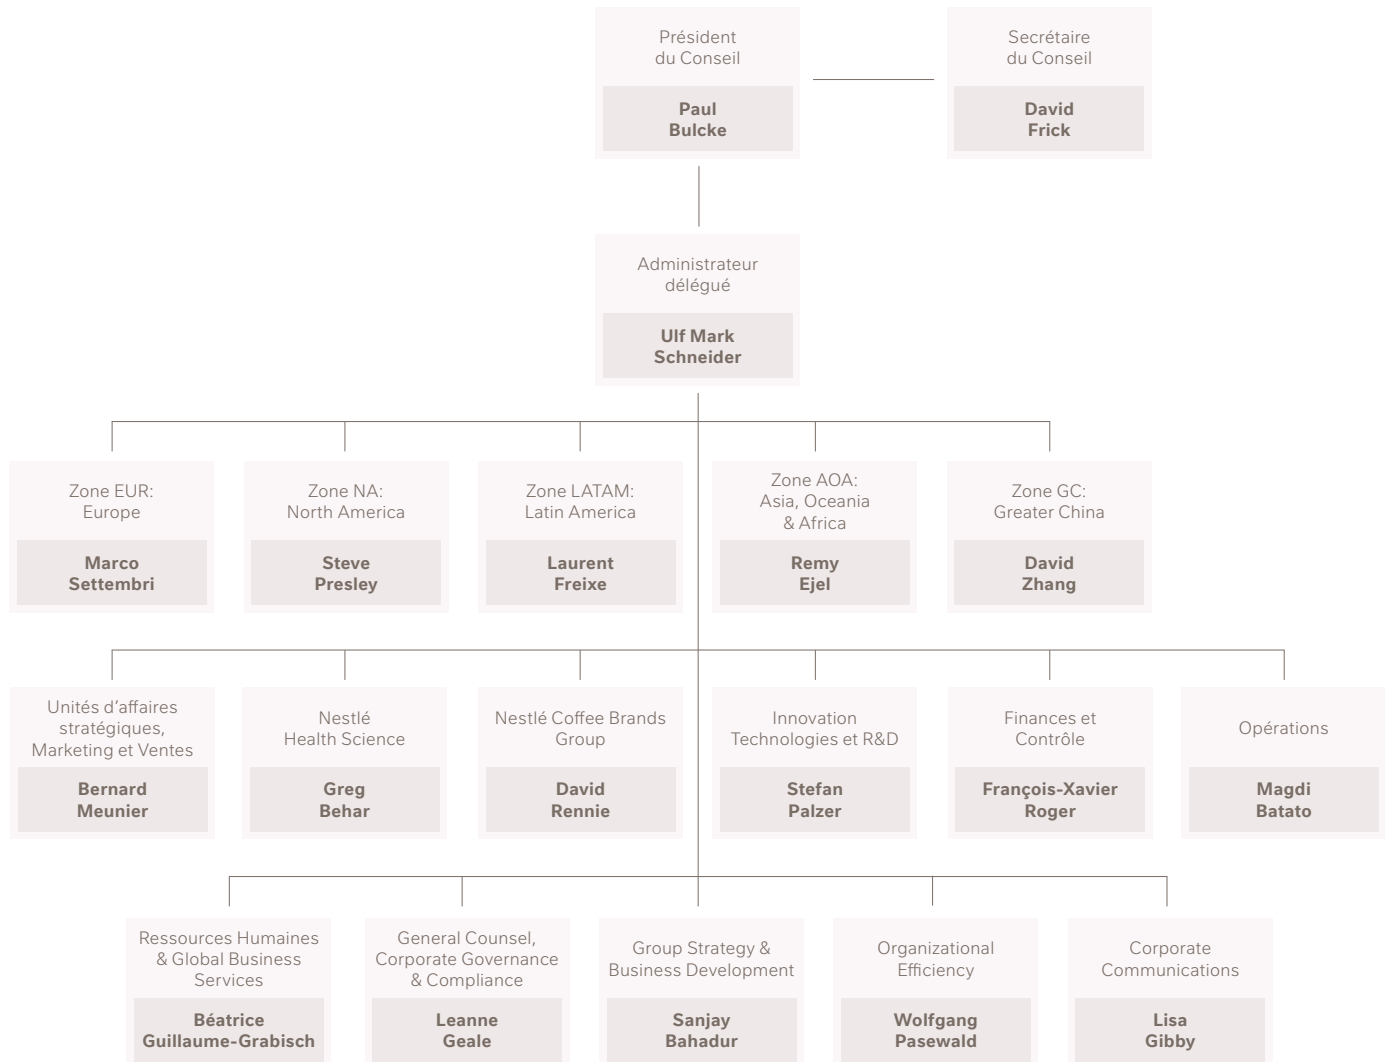 Président
du Conseil
Paul
Bulcke
Secrétaire
du Conseil
David
Frick
Administrateur
délégué
Ulf Mark
Schneider
Zone EUR:
Europe
Marco
Settembri
Zone NA:
North America
Steve
Presley
Zone LATAM:
Latin America
Laurent
Freixe
Zone AOA:
Asia, Oceania
& Africa
Remy
Ejel
Zone GC:
Greater China
David
Zhang
Unités d’affaires
stratégiques,
Marketing et Ventes
Bernard
Meunier
Nestlé
Health Science
Greg
Behar
Nestlé Coffee Brands
Group
David
Rennie
Innovation
Technologies et R&D
Stefan
Palzer
Finances et
Contrôle
François-Xavier
Roger
Opérations
Magdi
Batato
Ressources Humaines
& Global Business
Services
Béatrice
Guillaume-Grabisch
General Counsel,
Corporate Governance
& Compliance
Leanne
Geale
Group Strategy &
Business Development
Sanjay
Bahadur
Organizational
Efficiency
Wolfgang
Pasewald
Corporate
Communications
Lisa
Gibby